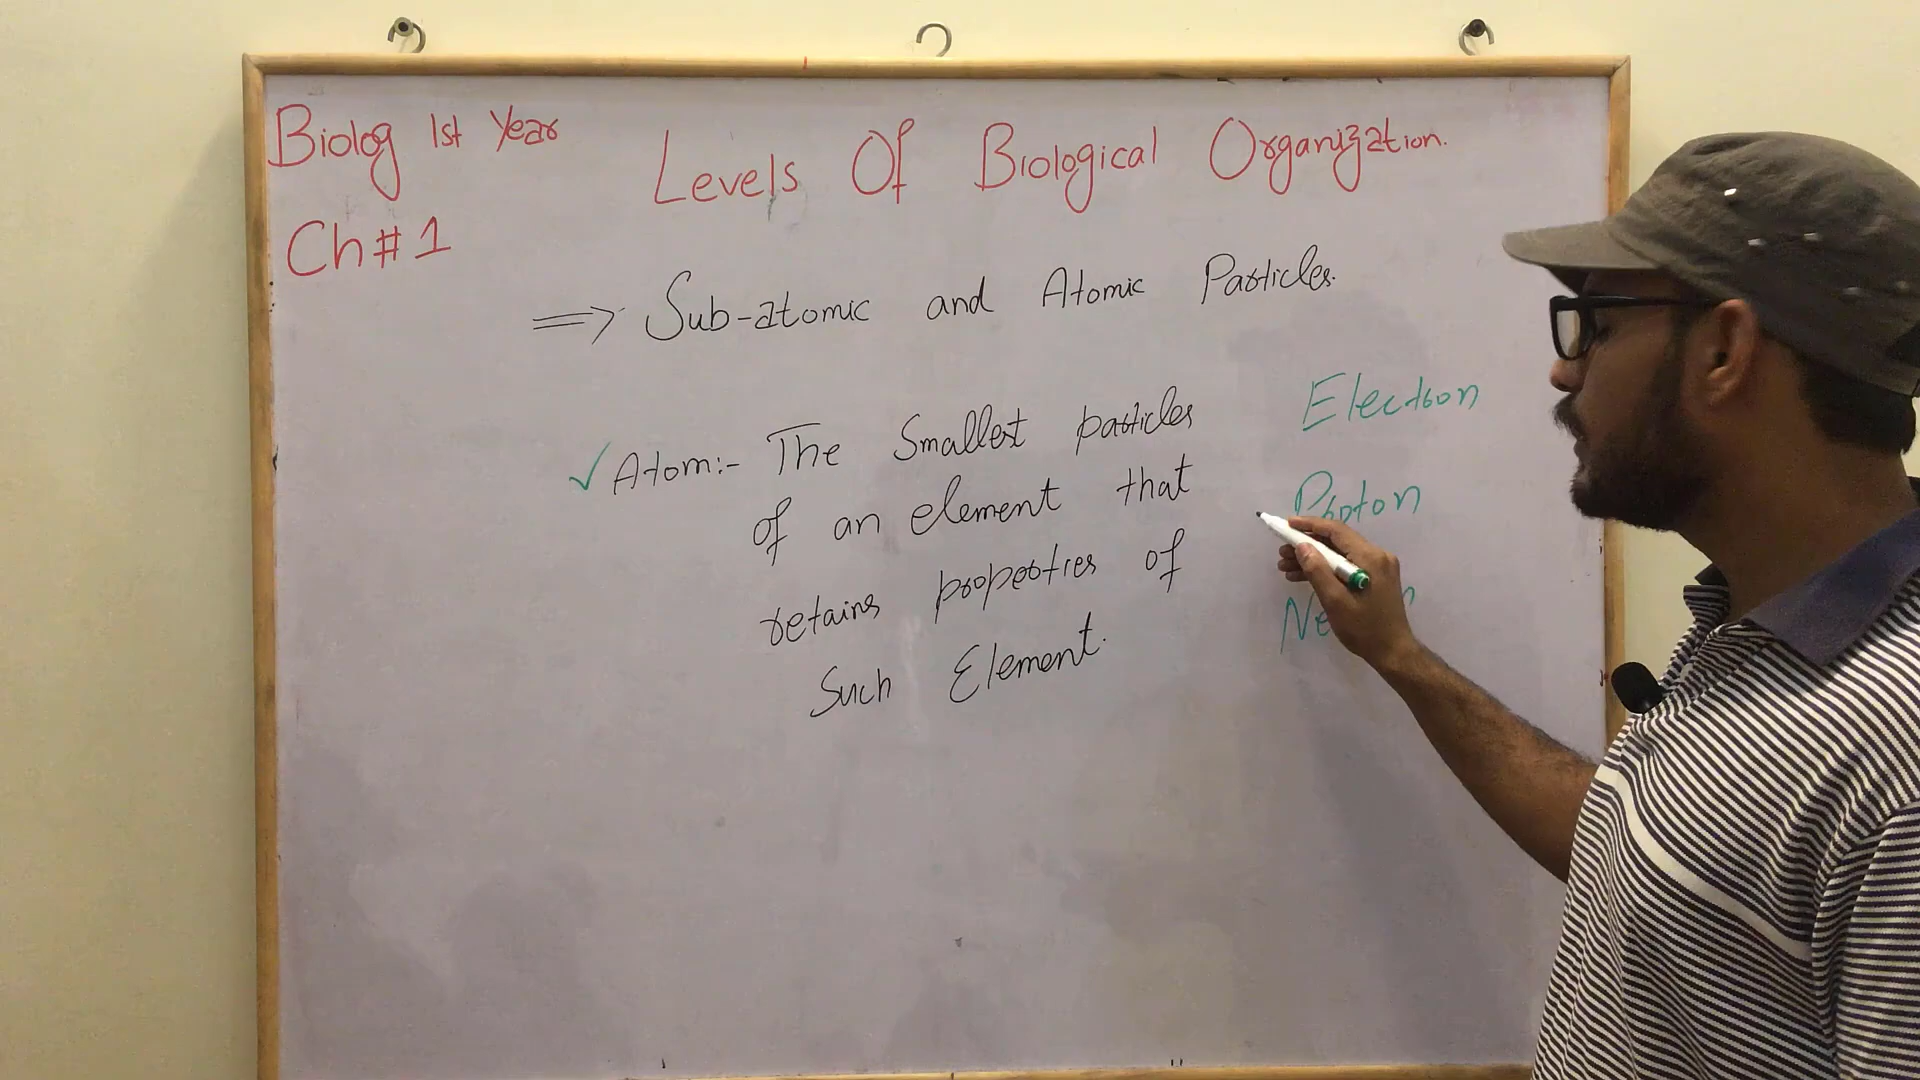 Biolog 1st Year
Ch#1
Levels Of Biological Organization.
⇒ Sub-atomic and Atomic Particles.
✓ Atom:- The Smallest particles
of an element that
retains properties of
Such Element.
Electron
Proton